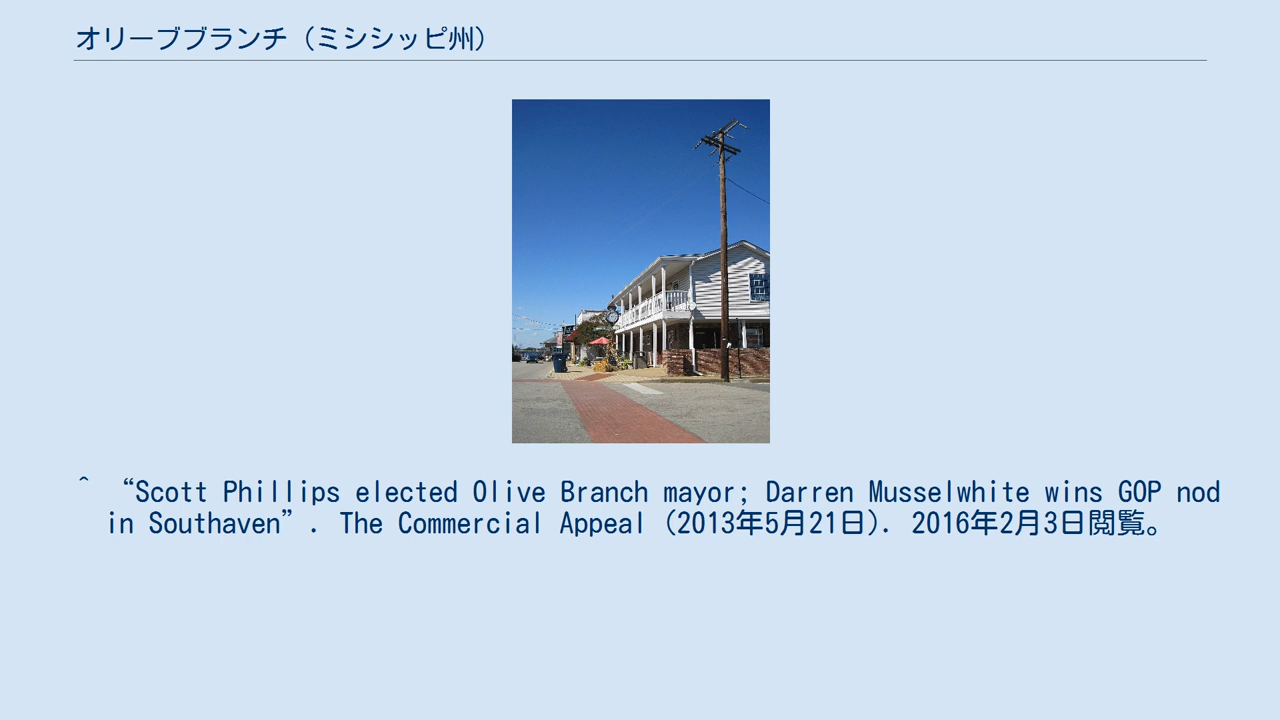 オリーブブランチ（ミシシッピ州）
^ “Scott Phillips elected Olive Branch mayor; Darren Musselwhite wins GOP nod
in Southaven”. The Commercial Appeal (2013年5月21日). 2016年2月3日閲覧。